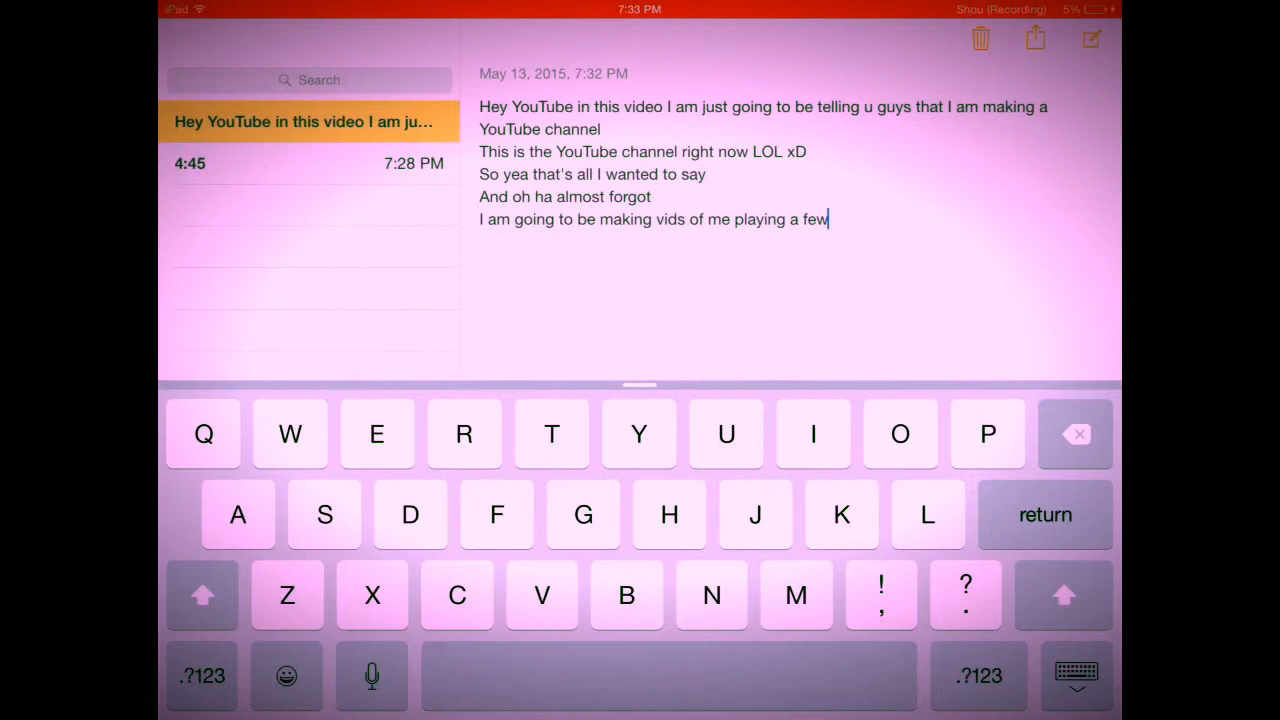 iPad 7:33 PM Shou (Recording) 5%
Search
May 13, 2015, 7:32 PM
Hey YouTube in this video I am ju...
4:45 7:28 PM
Hey YouTube in this video I am just going to be telling u guys that I am making a
YouTube channel
This is the YouTube channel right now LOL xD
So yea that's all I wanted to say
And oh ha almost forgot
I am going to be making vids of me playing a few
Q W E R T Y U I O P
A S D F G H J K L return
Z X C V B N M ! , ? .
.?123 .?123